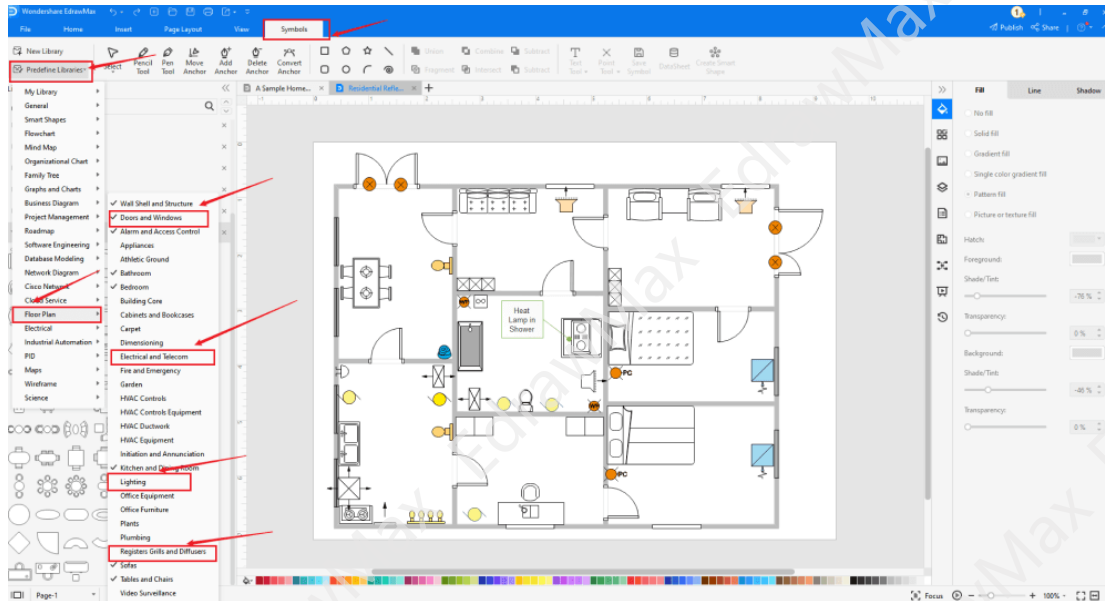 Wondershare EdrawMax
File Home Insert Page Layout View Symbols
Publish Share
New Library
Predefine Libraries
Select
Pencil Tool
Pen Tool
Move Anchor
Add Anchor
Delete Anchor
Convert Anchor
Union Combine Subtract
Fragment Intersect Subtract
Text Tool
Point Tool
Save Symbol
DataSheet
Create Smart Shape
A Sample Home...
Residential Refle...
My Library
General
Smart Shapes
Flowchart
Mind Map
Organizational Chart
Family Tree
Graphs and Charts
Business Diagram
Project Management
Roadmap
Software Engineering
Database Modeling
Network Diagram
Cisco Network
Cloud Service
Floor Plan
Electrical
Industrial Automation
PID
Maps
Wireframe
Science
Wall Shell and Structure
Doors and Windows
Alarm and Access Control
Appliances
Athletic Ground
Bathroom
Bedroom
Building Core
Cabinets and Bookcases
Carpet
Dimensioning
Electrical and Telecom
Fire and Emergency
Garden
HVAC Controls
HVAC Controls Equipment
HVAC Ductwork
HVAC Equipment
Initiation and Annunciation
Kitchen and Dining Room
Lighting
Office Equipment
Office Furniture
Plants
Plumbing
Registers Grills and Diffusers
Sofas
Tables and Chairs
Video Surveillance
Heat
Lamp in
Shower
PC
PC
Fill Line Shadow
No fill
Solid fill
Gradient fill
Single color gradient fill
Pattern fill
Picture or texture fill
Hatch:
Foreground:
Shade/Tint:
-76 %
Transparency:
0 %
Background:
Shade/Tint:
-46 %
Transparency:
0 %
Page-1
Focus
100%
EdrawMax
EdrawMax